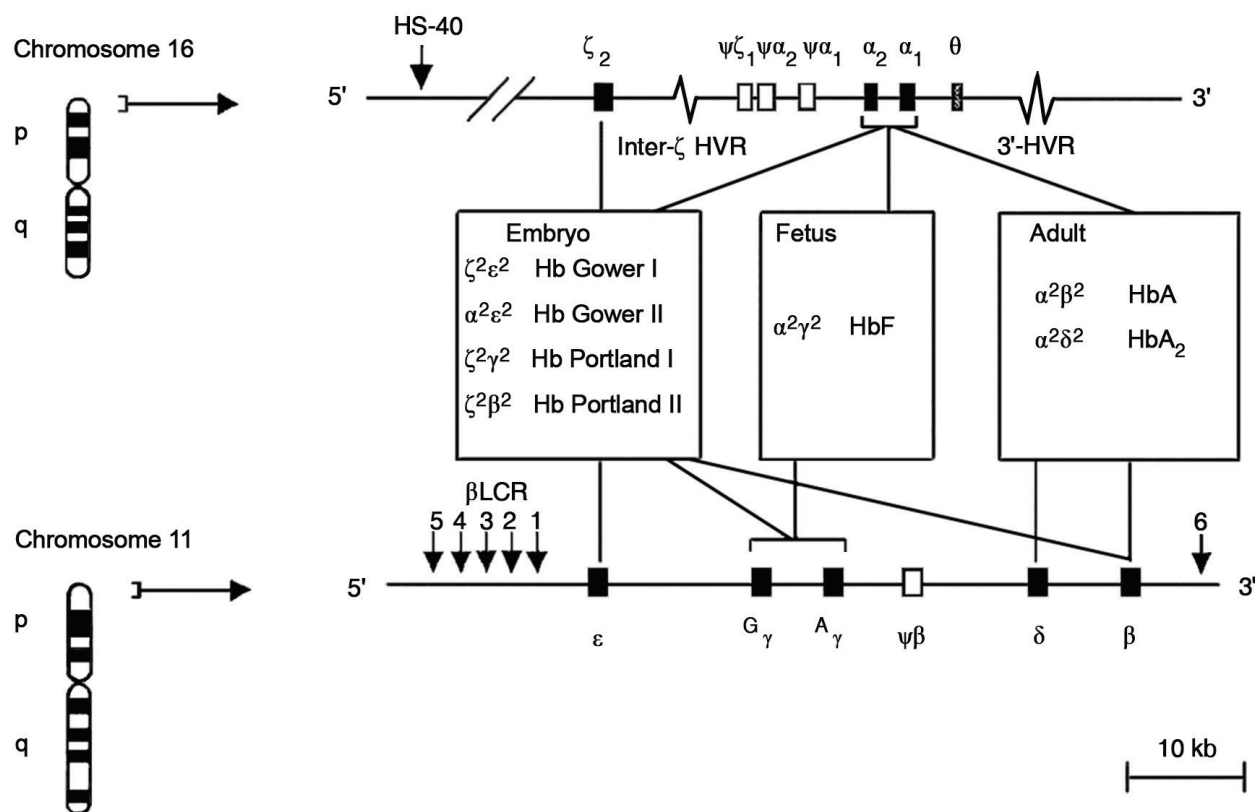 HS-40
Chromosome 16
ζ2 ψζ1 ψα2 ψα1 α2 α1 θ
5' 3'
p
Inter-ζ HVR 3'-HVR
q
Embryo Fetus Adult
ζ²ε² Hb Gower I
α²ε² Hb Gower II
ζ²γ² Hb Portland I
ζ²β² Hb Portland II
α²γ² HbF
α²β² HbA
α²δ² HbA₂
βLCR
5 4 3 2 1 6
Chromosome 11
5' 3'
p
Gγ Aγ
ε ψβ δ β
q
10 kb